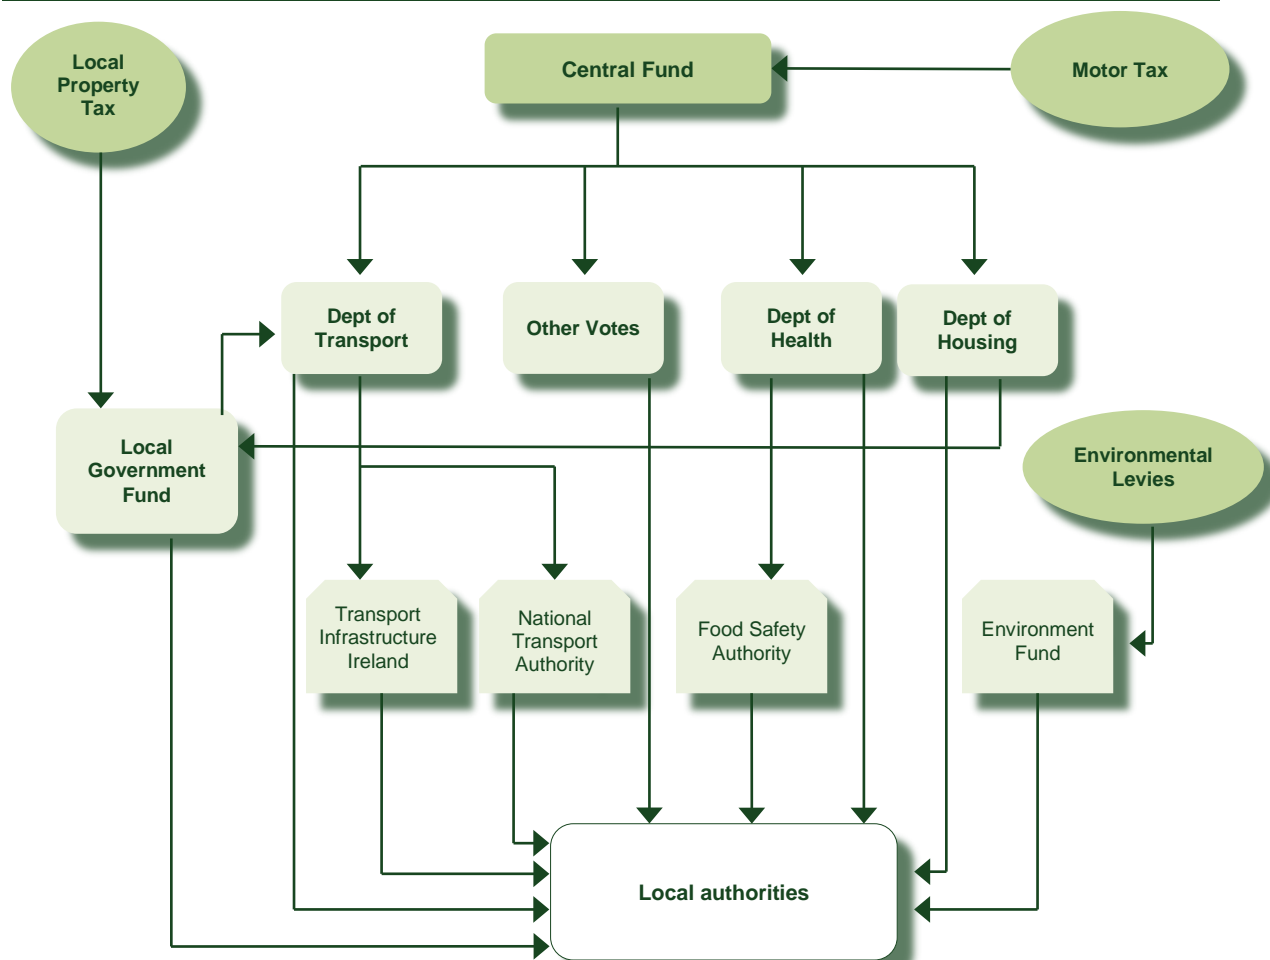 Local
Property
Tax
Central Fund
Motor Tax
Dept of
Transport
Other Votes
Dept of
Health
Dept of
Housing
Local
Government
Fund
Environmental
Levies
Transport
Infrastructure
Ireland
National
Transport
Authority
Food Safety
Authority
Environment
Fund
Local authorities